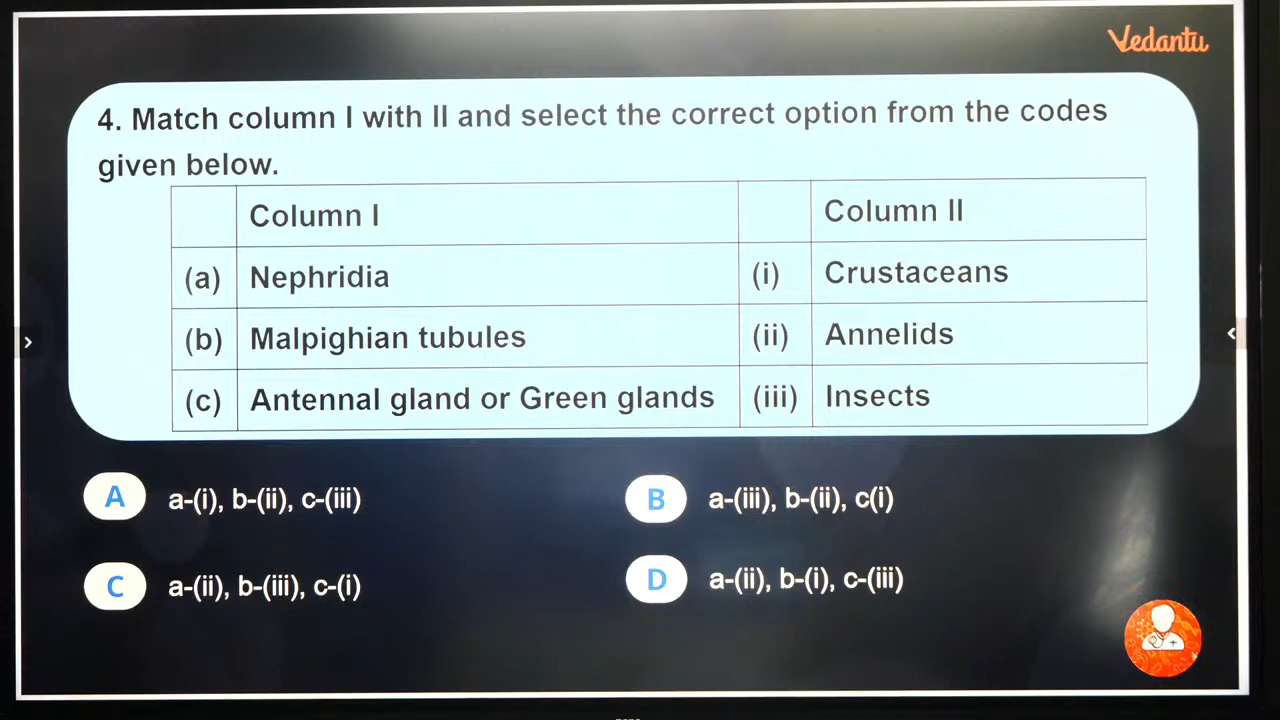 Vedantu
4. Match column I with II and select the correct option from the codes
given below.
Column I Column II
(a) Nephridia (i) Crustaceans
(b) Malpighian tubules (ii) Annelids
(c) Antennal gland or Green glands (iii) Insects
A a-(i), b-(ii), c-(iii) B a-(iii), b-(ii), c(i)
C a-(ii), b-(iii), c-(i) D a-(ii), b-(i), c-(iii)